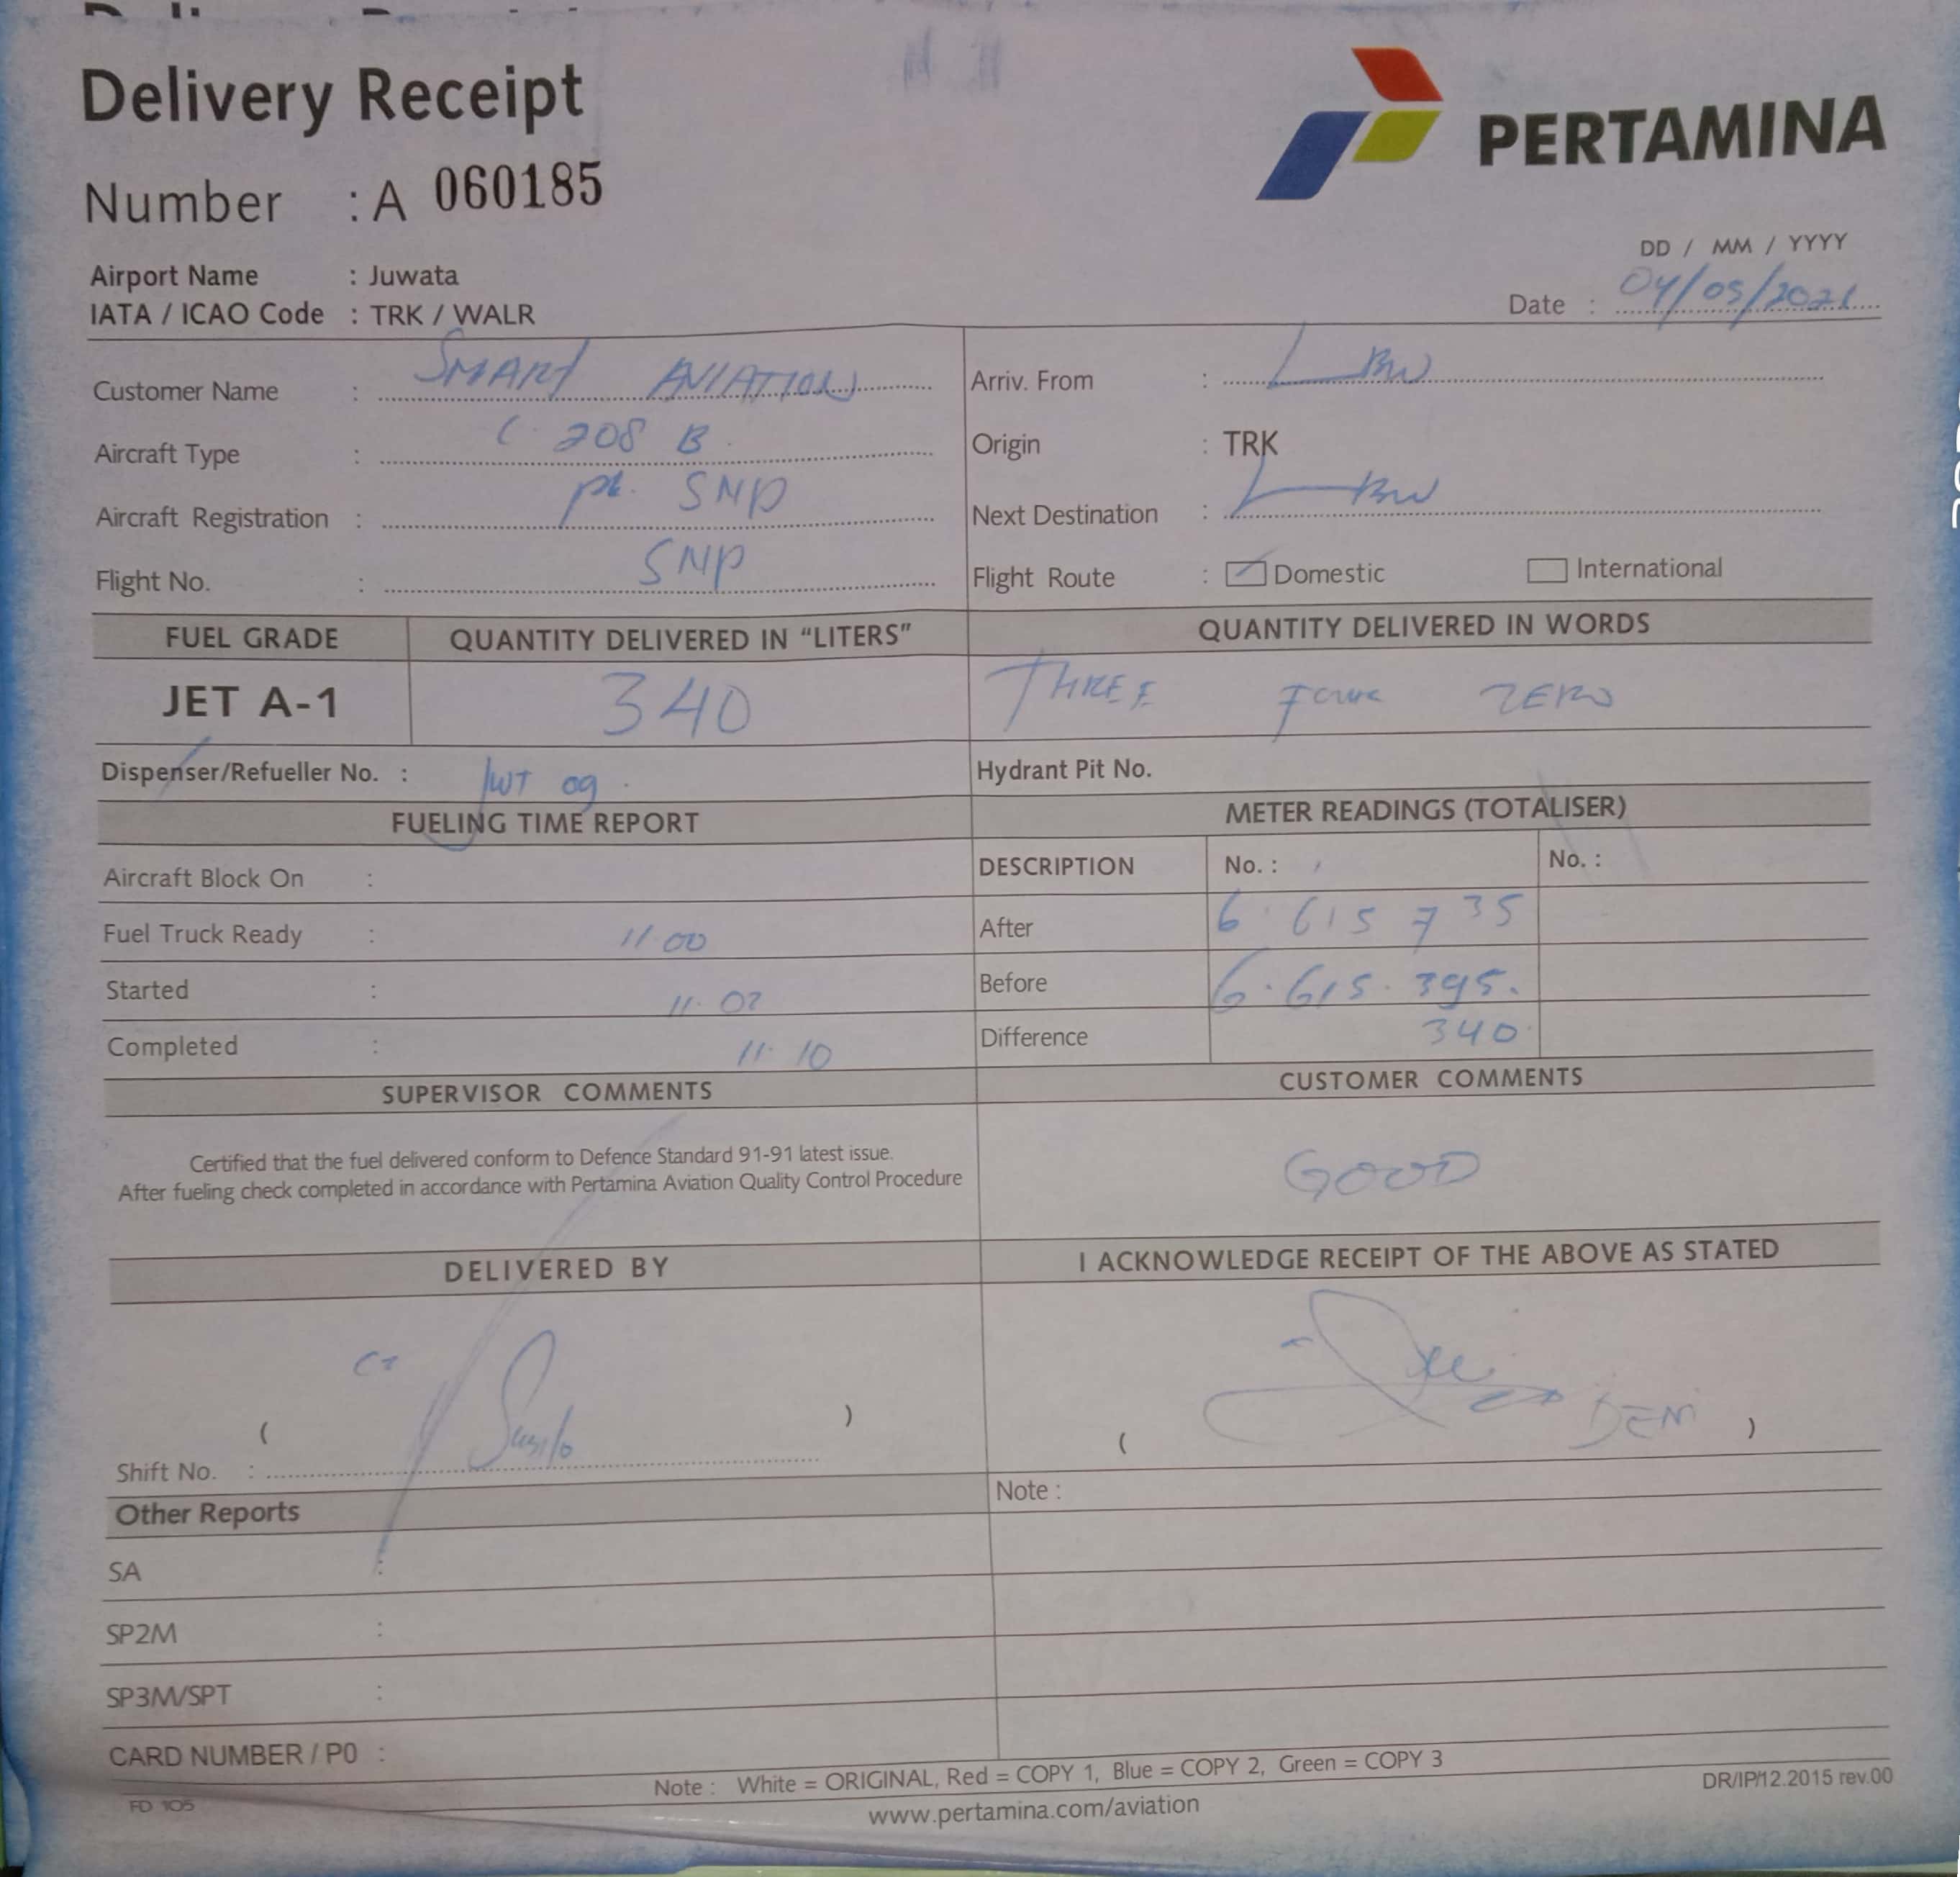 Delivery Receipt
PERTAMINA
Number : A 060185
DD / MM / YYYY
Airport Name : Juwata
Date : 04/05/2021
IATA / ICAO Code : TRK / WALR
Customer Name : SMART AVIATION
Arriv. From : LBW
Aircraft Type : C 208 B
Origin : TRK
Aircraft Registration : pk. SNP
Next Destination : LBW
Flight No. : SNP
Flight Route : Domestic International
FUEL GRADE QUANTITY DELIVERED IN “LITERS” QUANTITY DELIVERED IN WORDS
JET A-1 340 THREE FOUR ZERO
Dispenser/Refueller No. : JWT 09 Hydrant Pit No.
FUELING TIME REPORT METER READINGS (TOTALISER)
Aircraft Block On : DESCRIPTION No. : No. :
Fuel Truck Ready : 11.00 After 6 615 735
Started : 11.02 Before 6.615.395.
Completed : 11.10 Difference 340
SUPERVISOR COMMENTS CUSTOMER COMMENTS
Certified that the fuel delivered conform to Defence Standard 91-91 latest issue.
After fueling check completed in accordance with Pertamina Aviation Quality Control Procedure
GOOD
DELIVERED BY I ACKNOWLEDGE RECEIPT OF THE ABOVE AS STATED
( Susilo ) ( DENI )
Shift No. :
Note :
Other Reports
SA :
SP2M :
SP3M/SPT :
CARD NUMBER / P0 :
Note : White = ORIGINAL, Red = COPY 1, Blue = COPY 2, Green = COPY 3
DR/IP/12.2015 rev.00
FD 105
www.pertamina.com/aviation